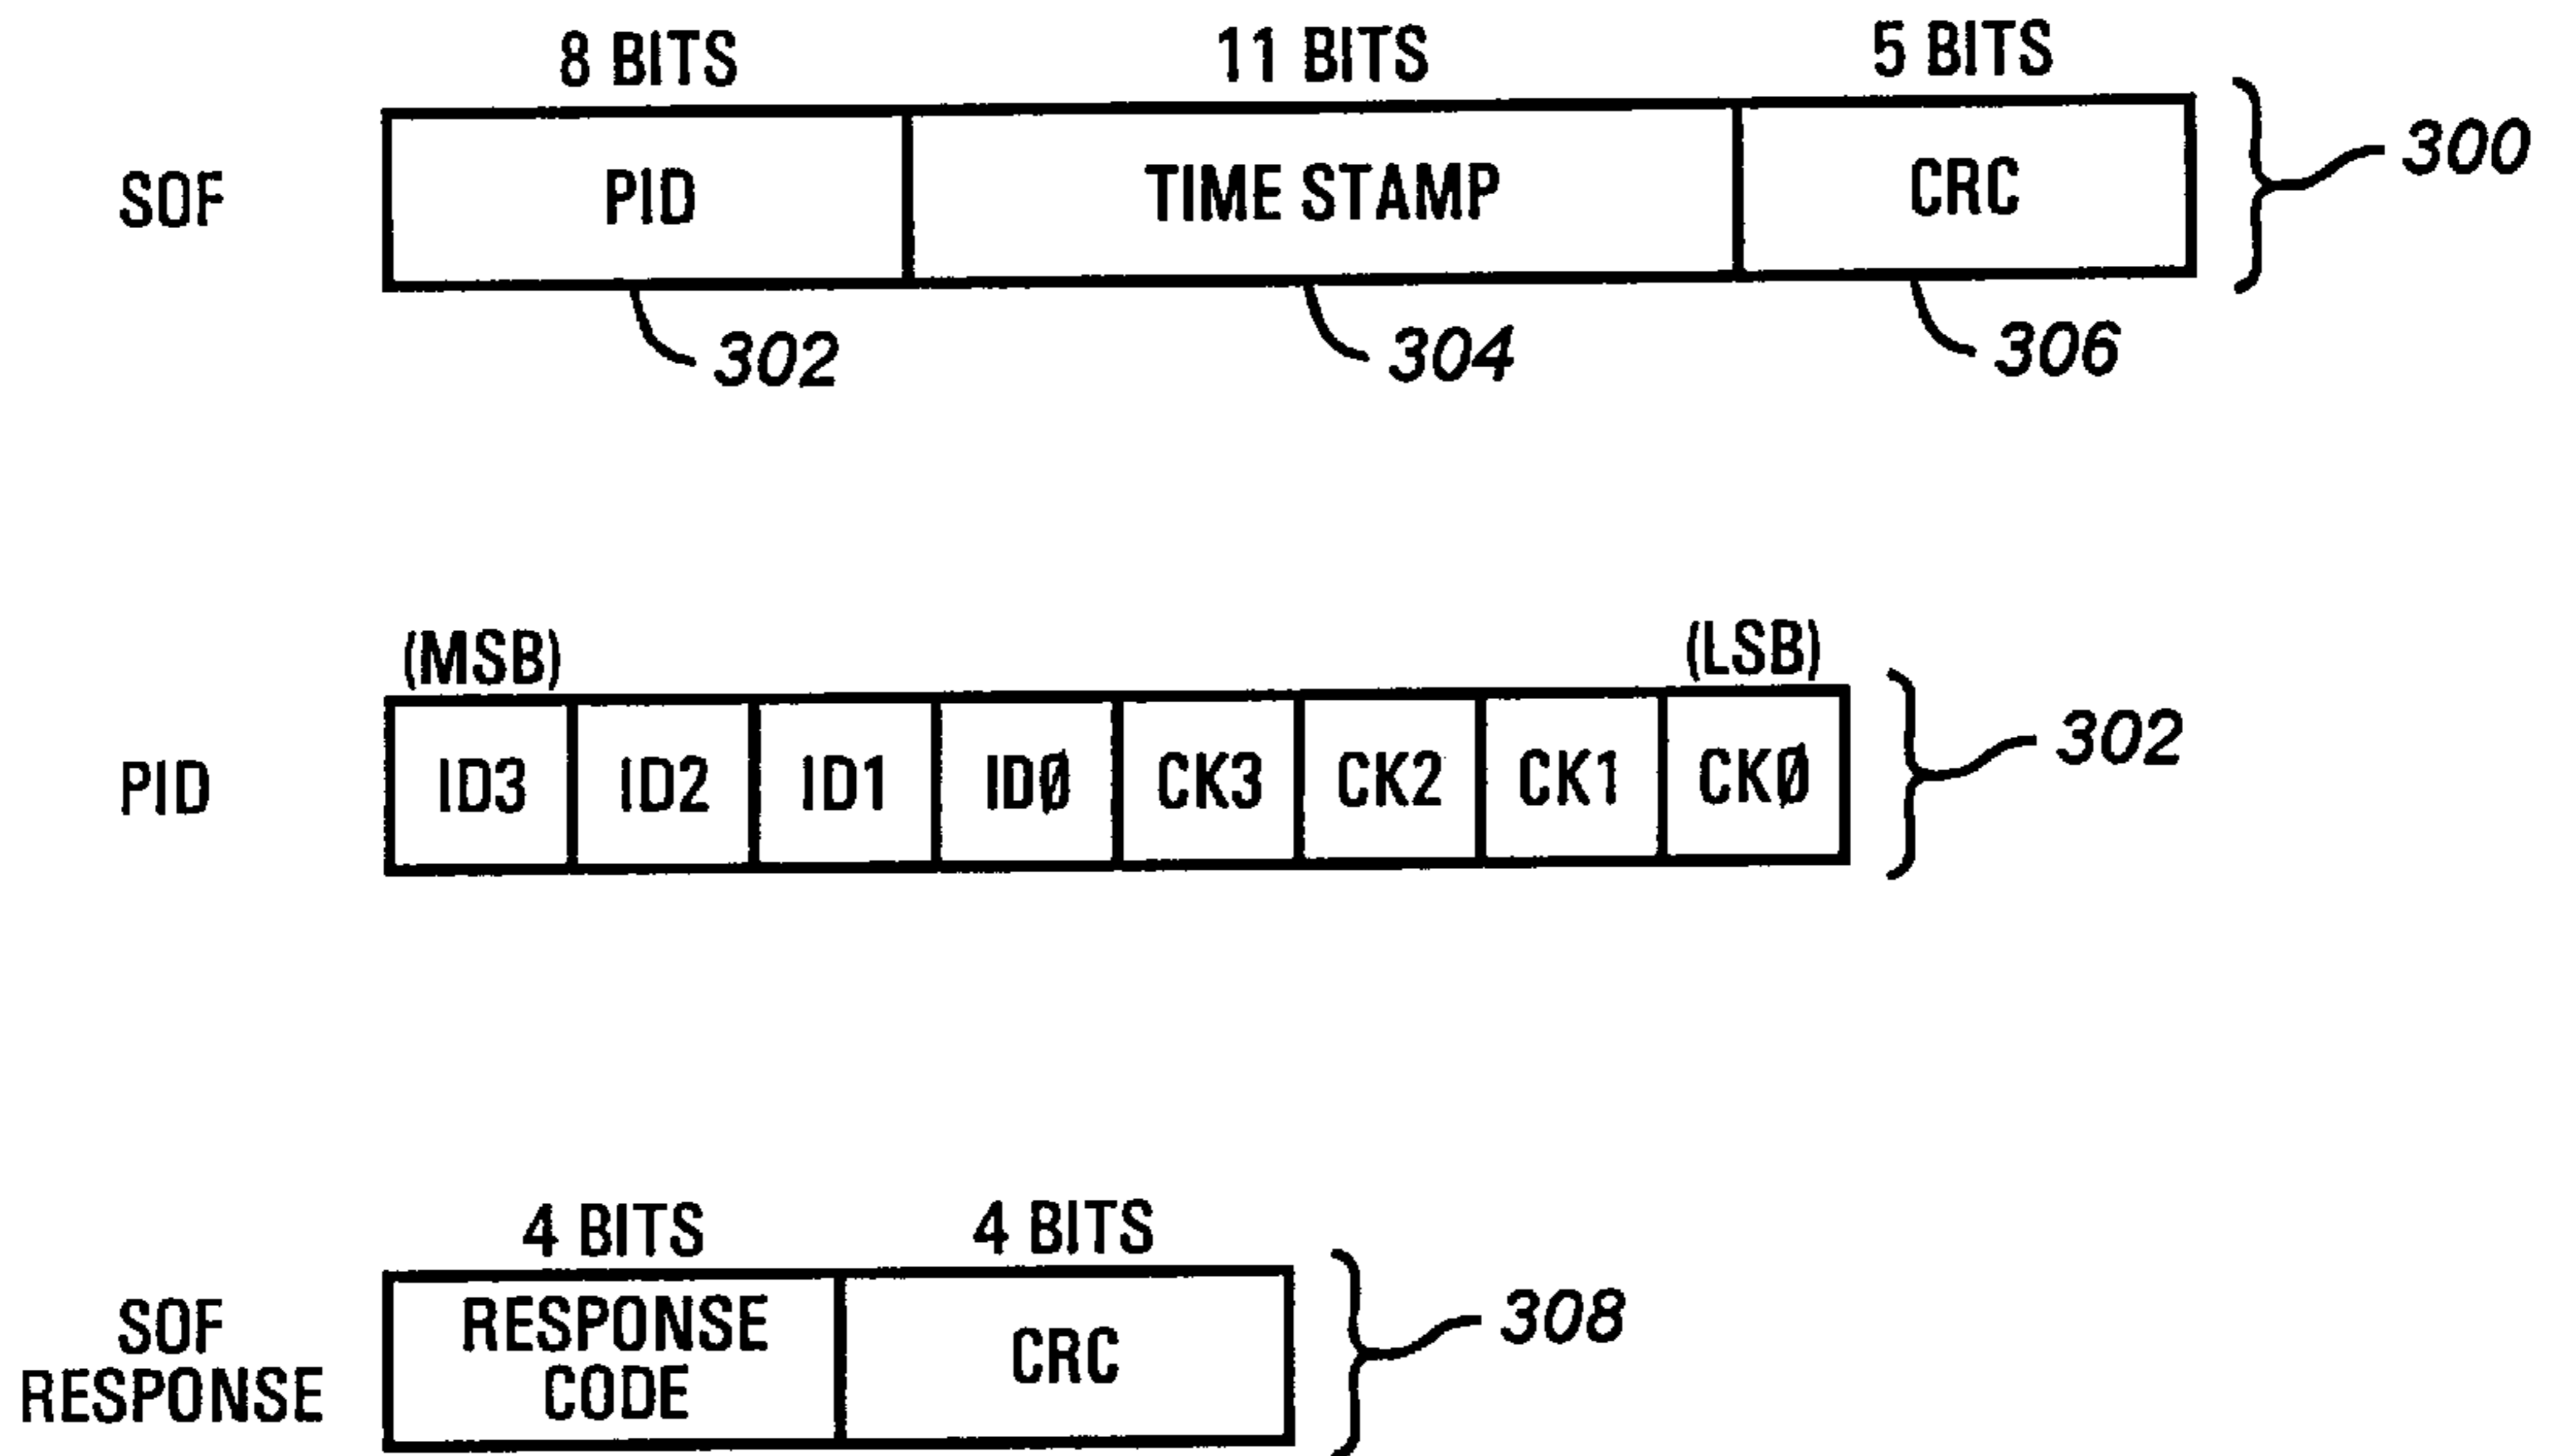 8 BITS 11 BITS 5 BITS
SOF PID TIME STAMP CRC 300
302 304 306
(MSB) (LSB)
PID ID3 ID2 ID1 IDØ CK3 CK2 CK1 CKØ 302
4 BITS 4 BITS
SOF RESPONSE CRC 308
RESPONSE CODE